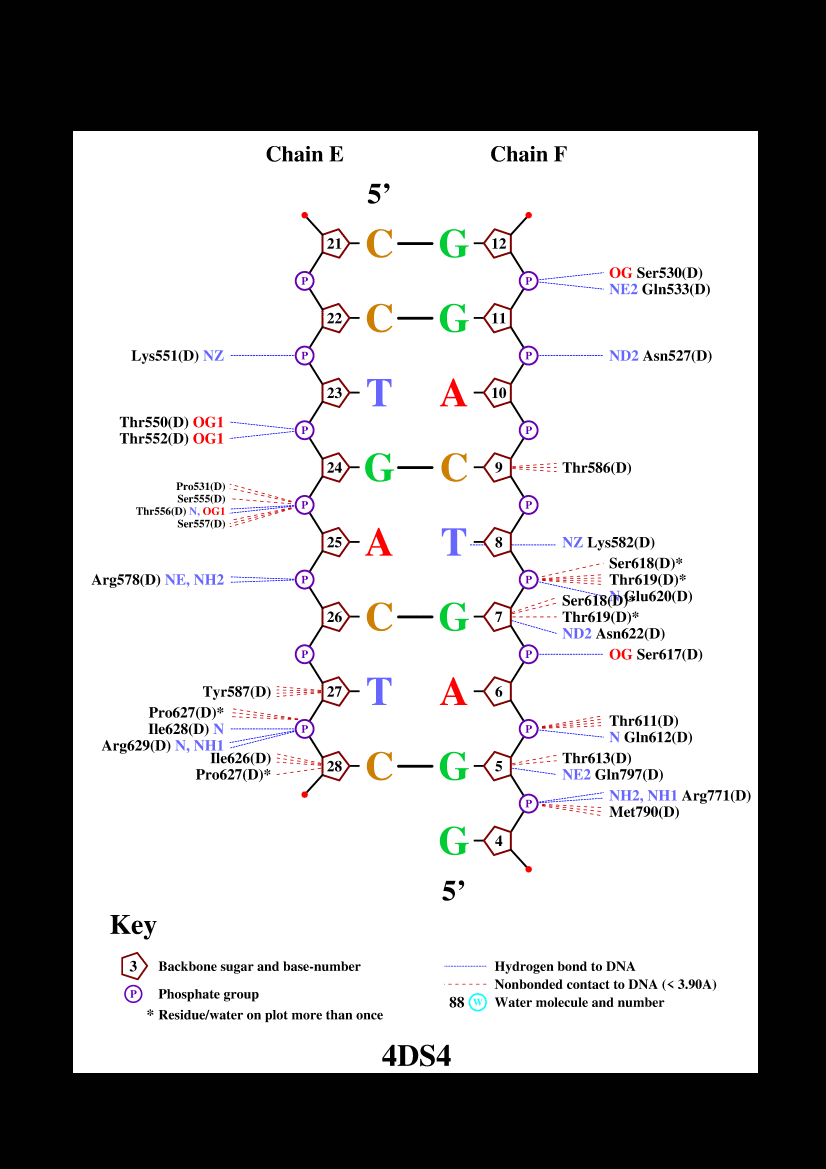 Chain E Chain F
5’
21 C G 12
P P OG Ser530(D)
NE2 Gln533(D)
22 C G 11
Lys551(D) NZ P P ND2 Asn527(D)
23 T A 10
Thr550(D) OG1 P P
Thr552(D) OG1
24 G C 9 Thr586(D)
Pro531(D)
Ser555(D)
Thr556(D) N, OG1 P P
Ser557(D)
25 A T 8 NZ Lys582(D)
Ser618(D)*
Arg578(D) NE, NH2 P P Thr619(D)*
N Glu620(D)
Ser618(D)*
26 C G 7 Thr619(D)*
ND2 Asn622(D)
P P OG Ser617(D)
Tyr587(D) 27 T A 6
Pro627(D)* Thr611(D)
Ile628(D) N P P
N Gln612(D)
Arg629(D) N, NH1
Ile626(D) Thr613(D)
28 C G 5
Pro627(D)* NE2 Gln797(D)
NH2, NH1 Arg771(D)
P
Met790(D)
G 4
5’
Key
3 Backbone sugar and base-number
P Phosphate group
* Residue/water on plot more than once
Hydrogen bond to DNA
Nonbonded contact to DNA (< 3.90A)
88 W Water molecule and number
4DS4